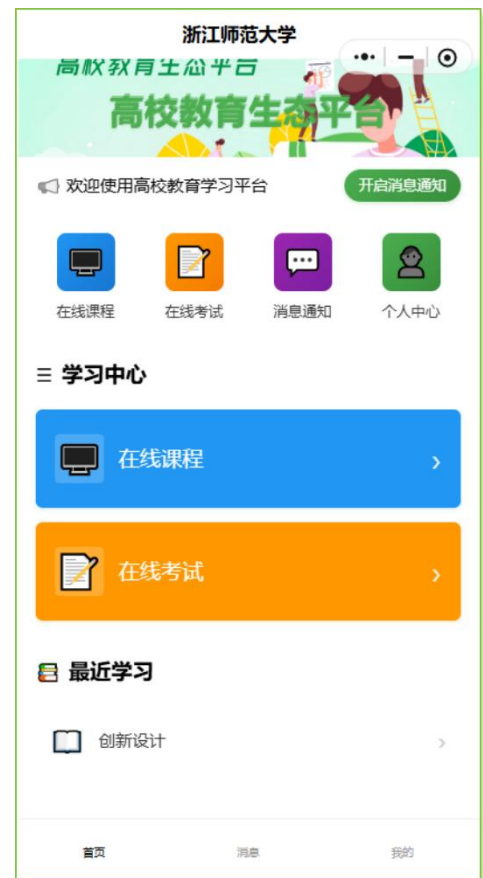 浙江师范大学
高校教育生态平台
高校教育生态平台
欢迎使用高校教育学习平台
开启消息通知
在线课程
在线考试
消息通知
个人中心
学习中心
在线课程
在线考试
最近学习
创新设计
首页
消息
我的